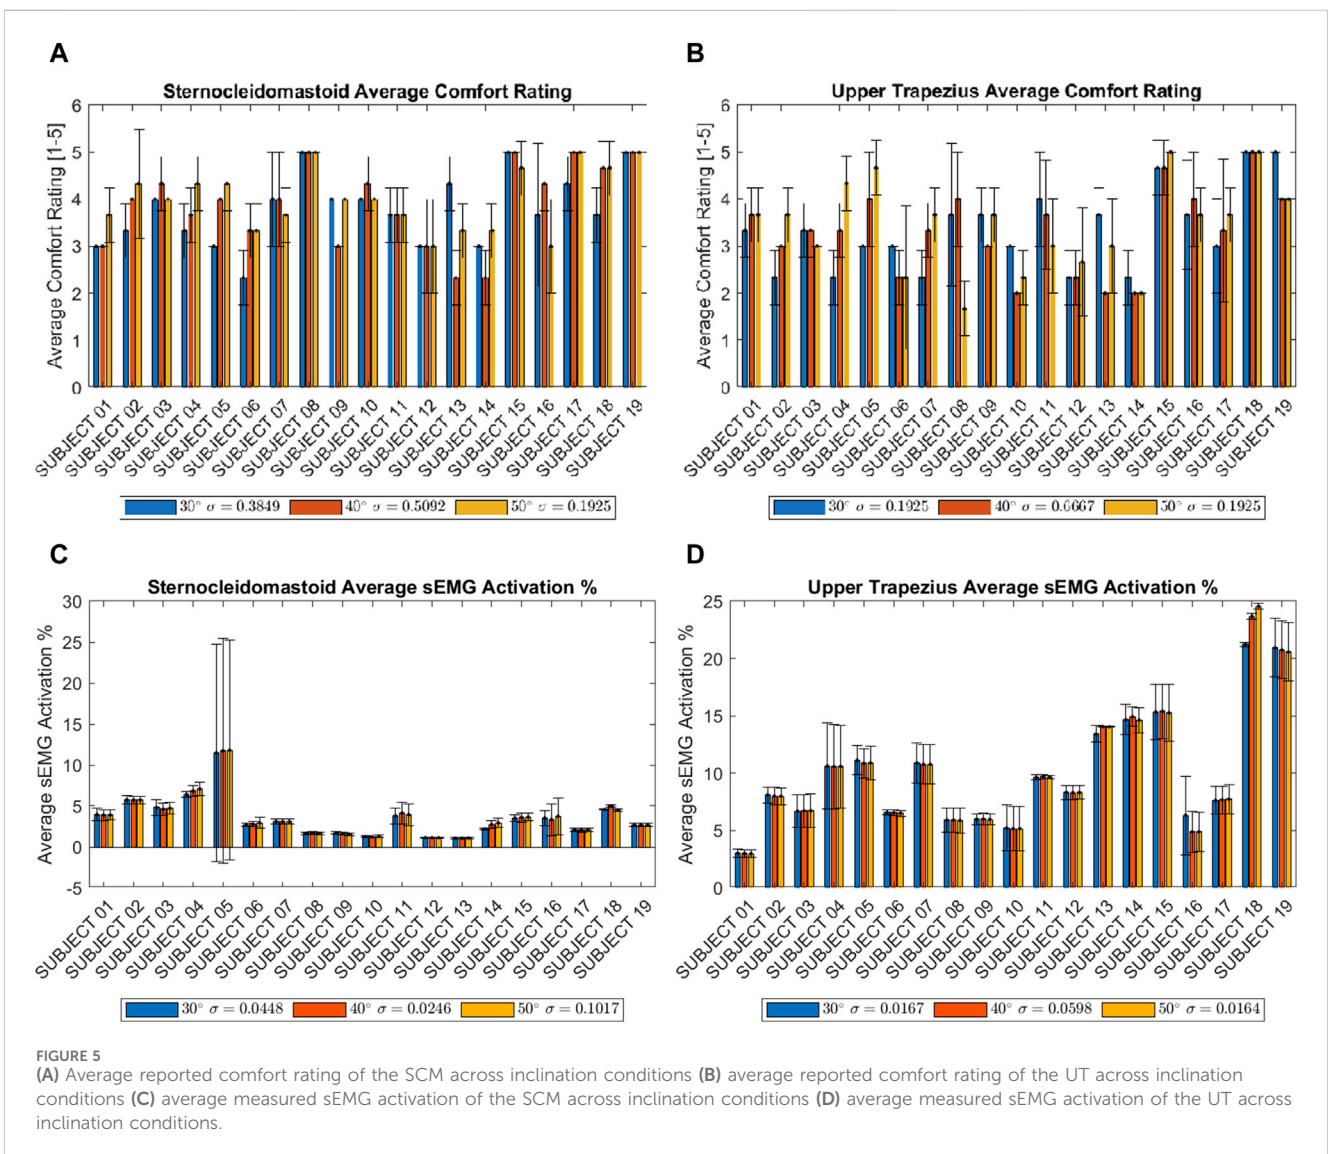 A
Sternocleidomastoid Average Comfort Rating
Average Comfort Rating [1-5]
6
5
4
3
2
1
0
SUBJECT 01
SUBJECT 02
SUBJECT 03
SUBJECT 04
SUBJECT 05
SUBJECT 06
SUBJECT 07
SUBJECT 08
SUBJECT 09
SUBJECT 10
SUBJECT 11
SUBJECT 12
SUBJECT 13
SUBJECT 14
SUBJECT 15
SUBJECT 16
SUBJECT 17
SUBJECT 18
SUBJECT 19
30° σ = 0.3849 40° σ = 0.5092 50° σ = 0.1925
B
Upper Trapezius Average Comfort Rating
Average Comfort Rating [1-5]
6
5
4
3
2
1
0
SUBJECT 01
SUBJECT 02
SUBJECT 03
SUBJECT 04
SUBJECT 05
SUBJECT 06
SUBJECT 07
SUBJECT 08
SUBJECT 09
SUBJECT 10
SUBJECT 11
SUBJECT 12
SUBJECT 13
SUBJECT 14
SUBJECT 15
SUBJECT 16
SUBJECT 17
SUBJECT 18
SUBJECT 19
30° σ = 0.1925 40° σ = 0.6667 50° σ = 0.1925
C
Sternocleidomastoid Average sEMG Activation %
Average sEMG Activation %
30
25
20
15
10
5
0
-5
SUBJECT 01
SUBJECT 02
SUBJECT 03
SUBJECT 04
SUBJECT 05
SUBJECT 06
SUBJECT 07
SUBJECT 08
SUBJECT 09
SUBJECT 10
SUBJECT 11
SUBJECT 12
SUBJECT 13
SUBJECT 14
SUBJECT 15
SUBJECT 16
SUBJECT 17
SUBJECT 18
SUBJECT 19
30° σ = 0.0448 40° σ = 0.0246 50° σ = 0.1017
D
Upper Trapezius Average sEMG Activation %
Average sEMG Activation %
25
20
15
10
5
0
SUBJECT 01
SUBJECT 02
SUBJECT 03
SUBJECT 04
SUBJECT 05
SUBJECT 06
SUBJECT 07
SUBJECT 08
SUBJECT 09
SUBJECT 10
SUBJECT 11
SUBJECT 12
SUBJECT 13
SUBJECT 14
SUBJECT 15
SUBJECT 16
SUBJECT 17
SUBJECT 18
SUBJECT 19
30° σ = 0.0167 40° σ = 0.0598 50° σ = 0.0164
FIGURE 5
(A) Average reported comfort rating of the SCM across inclination conditions (B) average reported comfort rating of the UT across inclination
conditions (C) average measured sEMG activation of the SCM across inclination conditions (D) average measured sEMG activation of the UT across
inclination conditions.